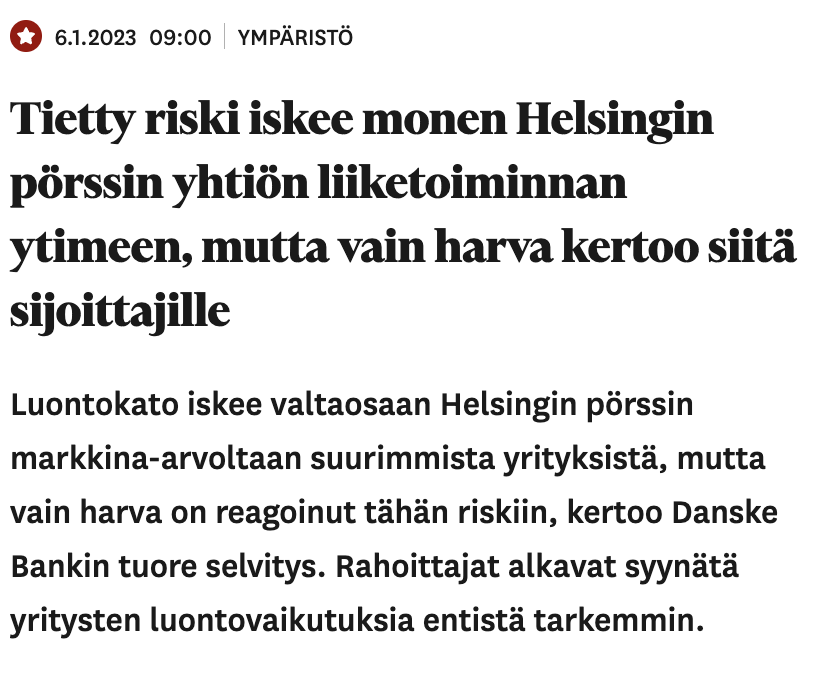 6.1.2023 09:00 YMPÄRISTÖ
Tietty riski iskee monen Helsingin
pörssin yhtiön liiketoiminnan
ytimeen, mutta vain harva kertoo siitä
sijoittajille
Luontokato iskee valtaosaan Helsingin pörssin
markkina-arvoltaan suurimmista yrityksistä, mutta
vain harva on reagoinut tähän riskiin, kertoo Danske
Bankin tuore selvitys. Rahoittajat alkavat syynätä
yritysten luontovaikutuksia entistä tarkemmin.